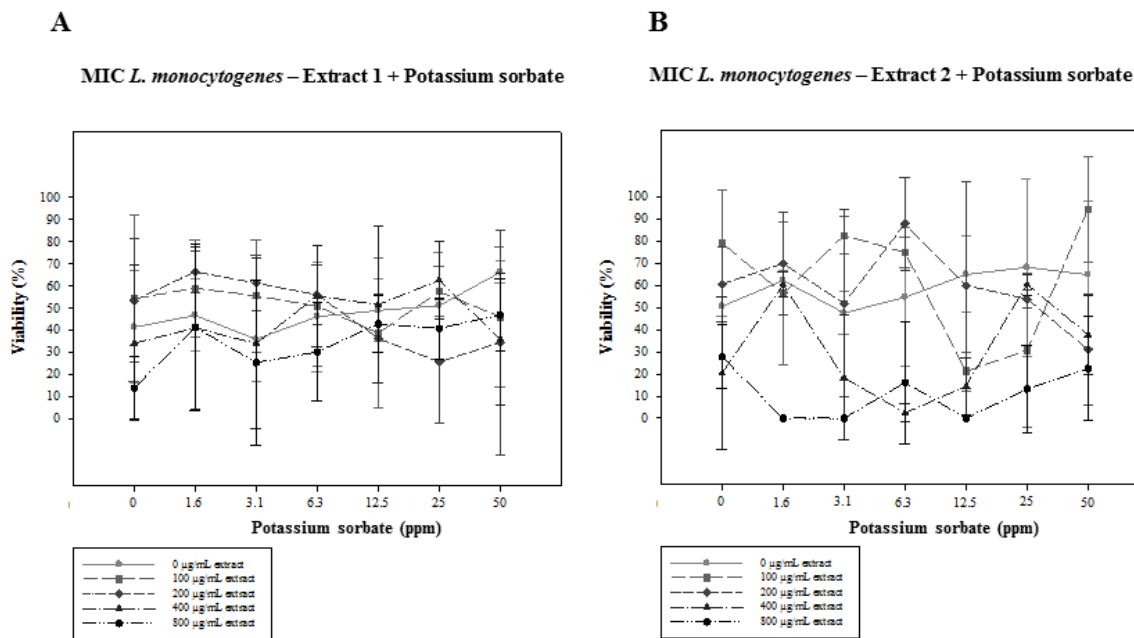 A
MIC L. monocytogenes – Extract 1 + Potassium sorbate
Viability (%)
100
90
80
70
60
50
40
30
20
10
0
0 1.6 3.1 6.3 12.5 25 50
Potassium sorbate (ppm)
0 µg/mL extract
100 µg/mL extract
200 µg/mL extract
400 µg/mL extract
800 µg/mL extract
B
MIC L. monocytogenes – Extract 2 + Potassium sorbate
Viability (%)
100
90
80
70
60
50
40
30
20
10
0
0 1.6 3.1 6.3 12.5 25 50
Potassium sorbate (ppm)
0 µg/mL extract
100 µg/mL extract
200 µg/mL extract
400 µg/mL extract
800 µg/mL extract